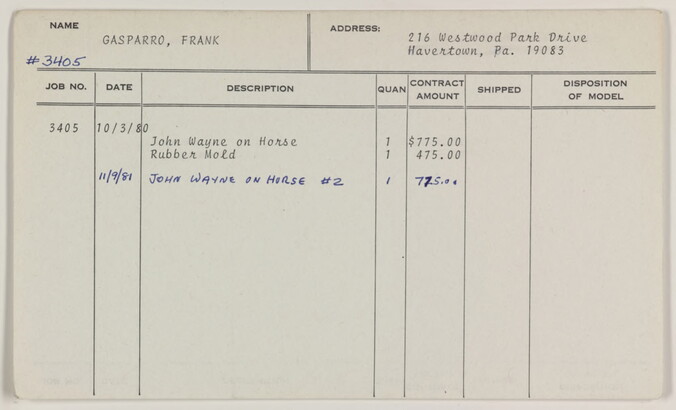 NAME
GASPARRO, FRANK
#3405
ADDRESS:
216 Westwood Park Drive
Havertown, Pa. 19083
JOB NO. DATE DESCRIPTION QUAN CONTRACT AMOUNT SHIPPED DISPOSITION OF MODEL
3405 10/3/80
John Wayne on Horse 1 $775.00
Rubber Mold 1 475.00
11/9/81 JOHN WAYNE ON HORSE #2 1 775.00